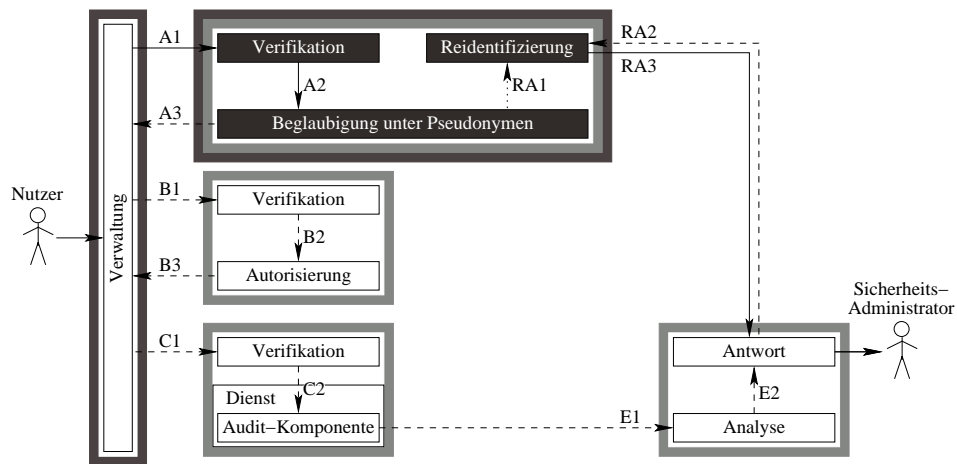 A1
Verifikation
Reidentifizierung
RA2
RA3
A2
RA1
A3
Beglaubigung unter Pseudonymen
Nutzer
Verwaltung
B1
Verifikation
B2
B3
Autorisierung
Sicherheits–
Administrator
C1
Verifikation
Antwort
Dienst
C2
E2
Audit–Komponente
E1
Analyse